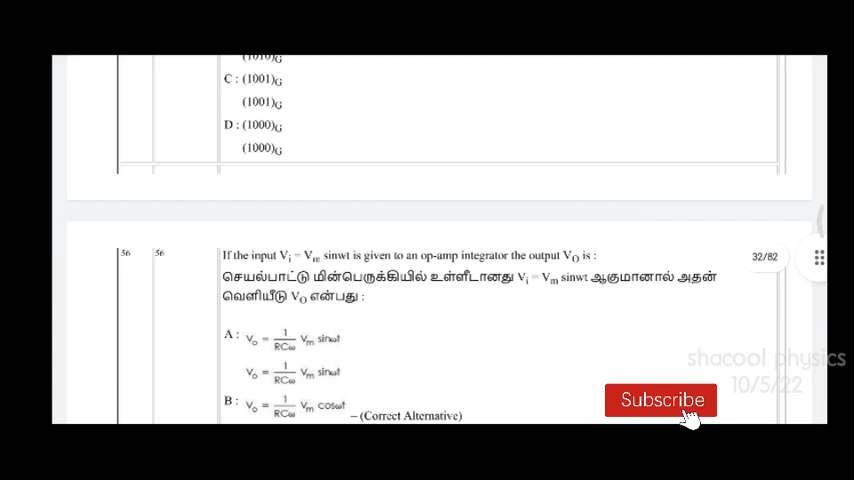 (1010)G
C : (1001)G
(1001)G
D : (1000)G
(1000)G
56 56 If the input Vi = Vm sinwt is given to an op-amp integrator the output VO is :
32/82
செயல்பாட்டு மின்பெருக்கியில் உள்ளீடானது Vi = Vm sinwt ஆகுமானால் அதன்
வெளியீடு VO என்பது :
A : Vo = 1/RCω Vm sinωt
Vo = 1/RCω Vm sinωt
B : Vo = 1/RCω Vm cosωt – (Correct Alternative)
shacool physics
10/5/22
Subscribe